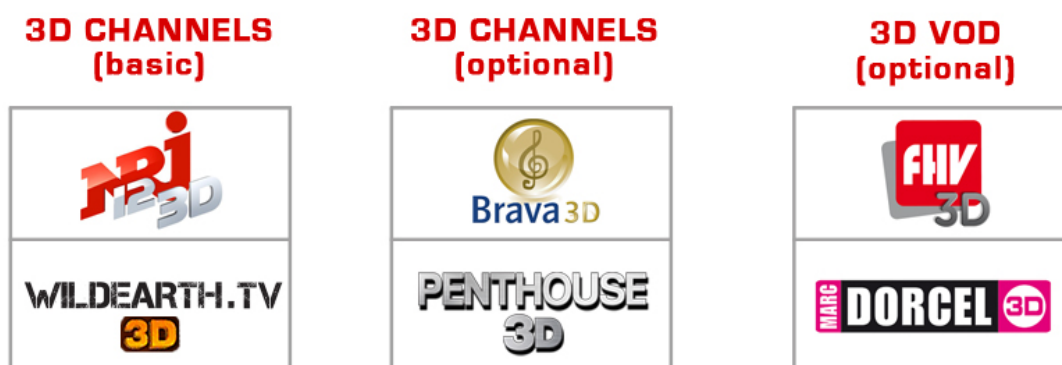 3D CHANNELS
(basic)
NRJ
12 3D
WILDEARTH.TV
3D
3D CHANNELS
(optional)
Brava 3D
PENTHOUSE
3D
3D VOD
(optional)
FHV
3D
MARC DORCEL 3D